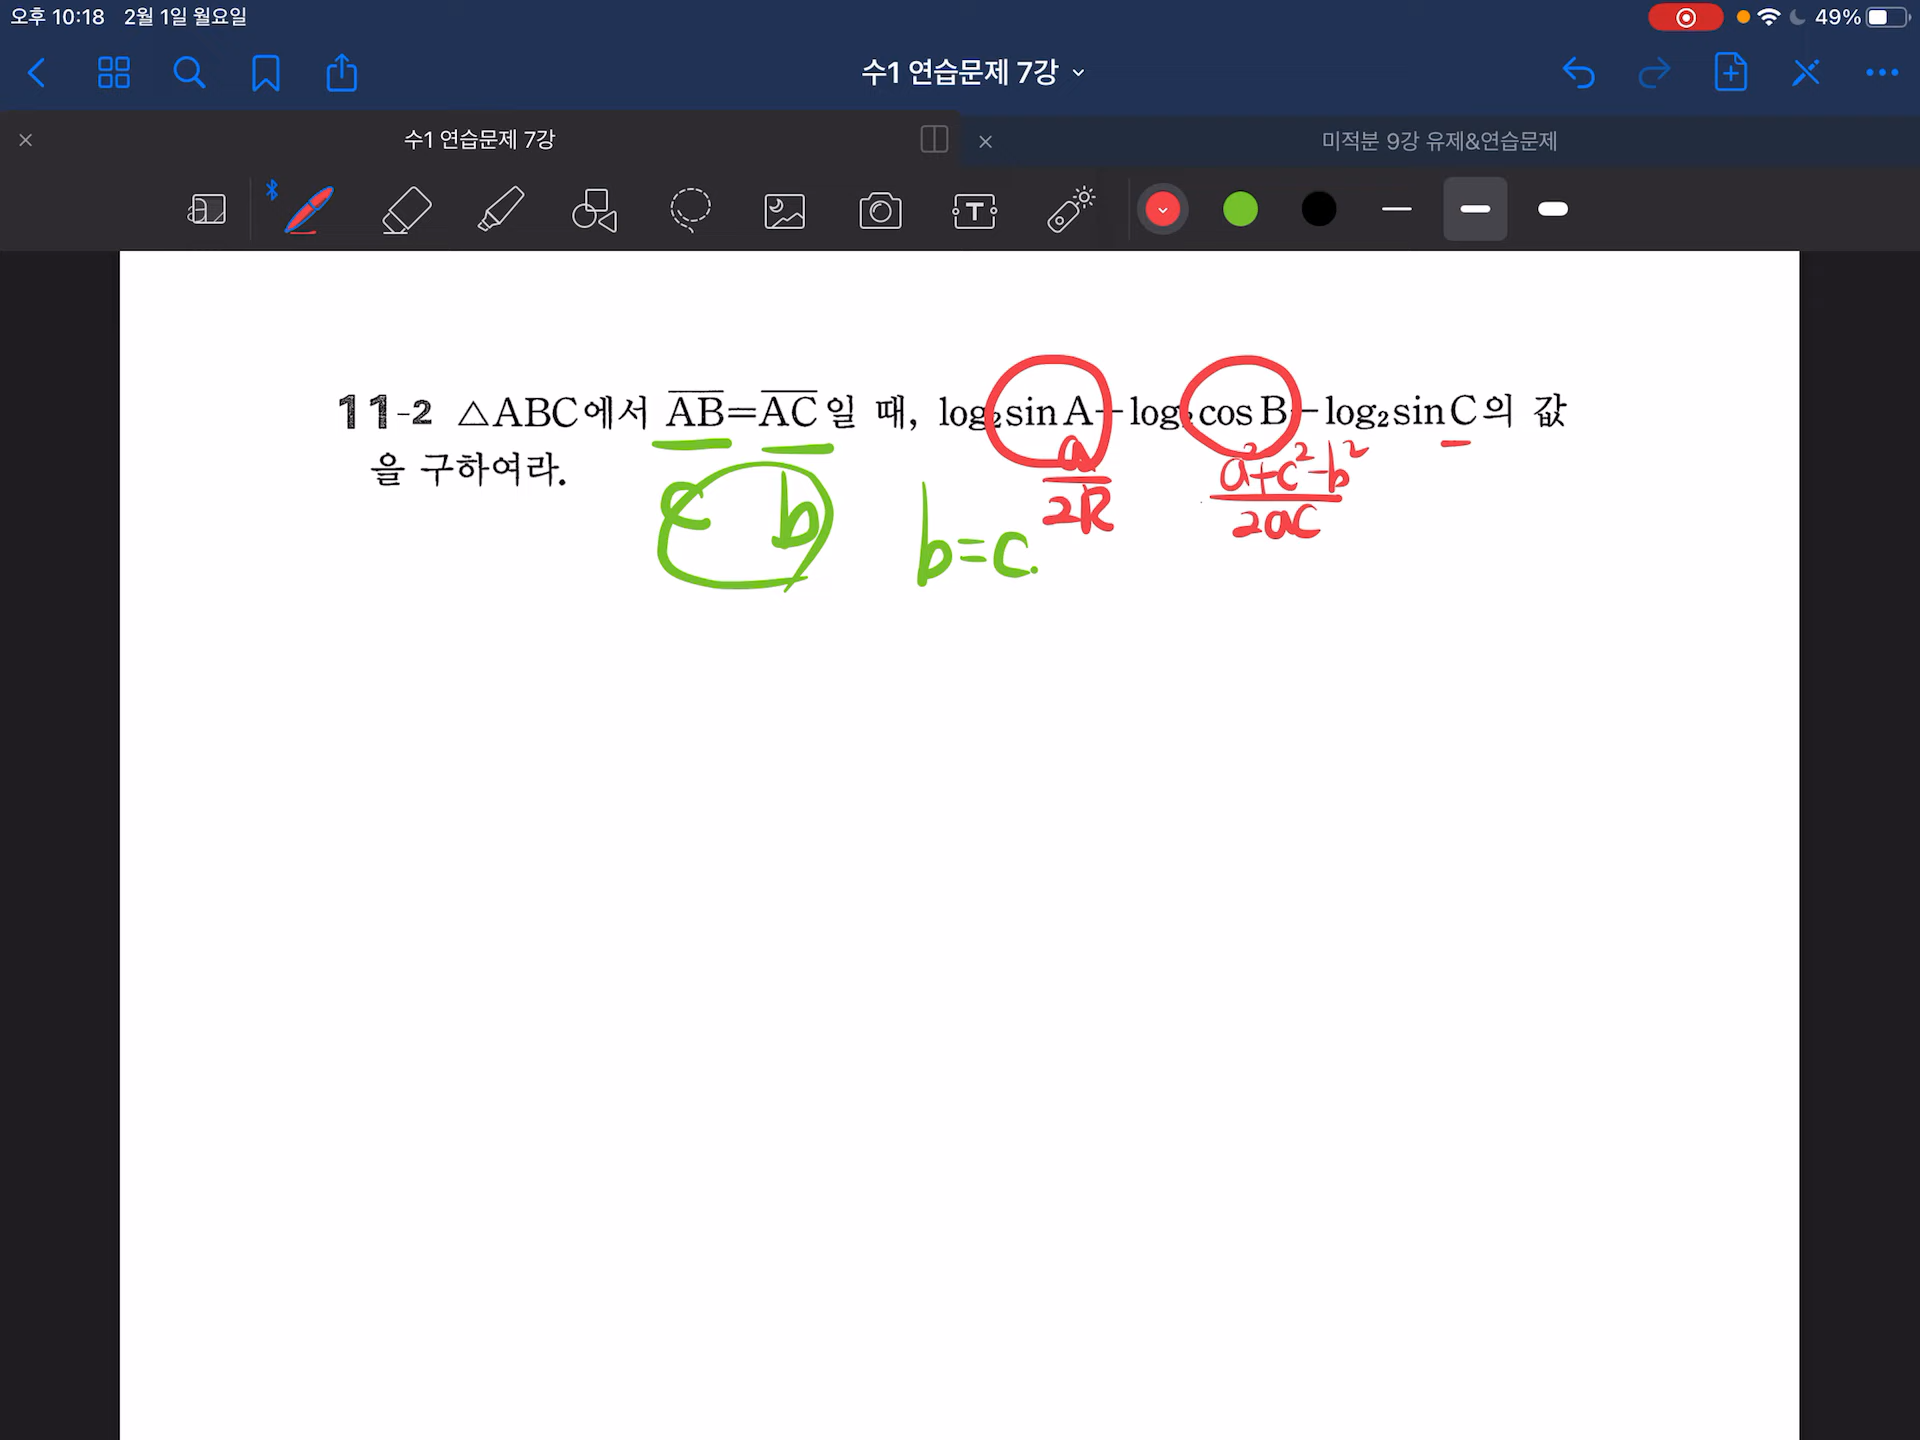 오후 10:18 2월 1일 월요일
49%
수1 연습문제 7강
수1 연습문제 7강
미적분 9강 유제&연습문제
11-2 △ABC에서 AB=AC일 때, log₂sin A−log₂cos B−log₂sin C의 값
을 구하여라.
c b
b=c.
a/2R
a²+c²-b²/2ac